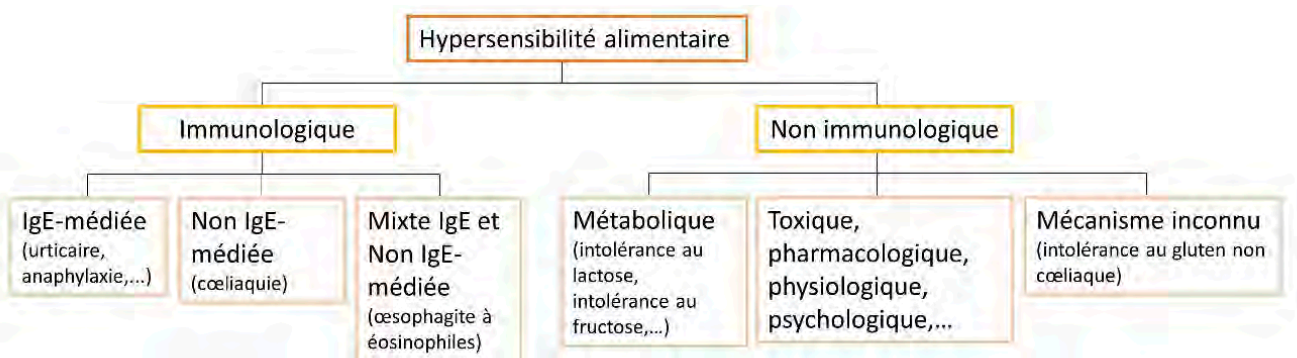 Hypersensibilité alimentaire
Immunologique
Non immunologique
IgE-médiée
(urticaire,
anaphylaxie,...)
Non IgE-
médiée
(cœliaquie)
Mixte IgE et
Non IgE-
médiée
(œsophagite à
éosinophiles)
Métabolique
(intolérance au
lactose,
intolérance au
fructose,...)
Toxique,
pharmacologique,
physiologique,
psychologique,...
Mécanisme inconnu
(intolérance au gluten non
cœliaque)